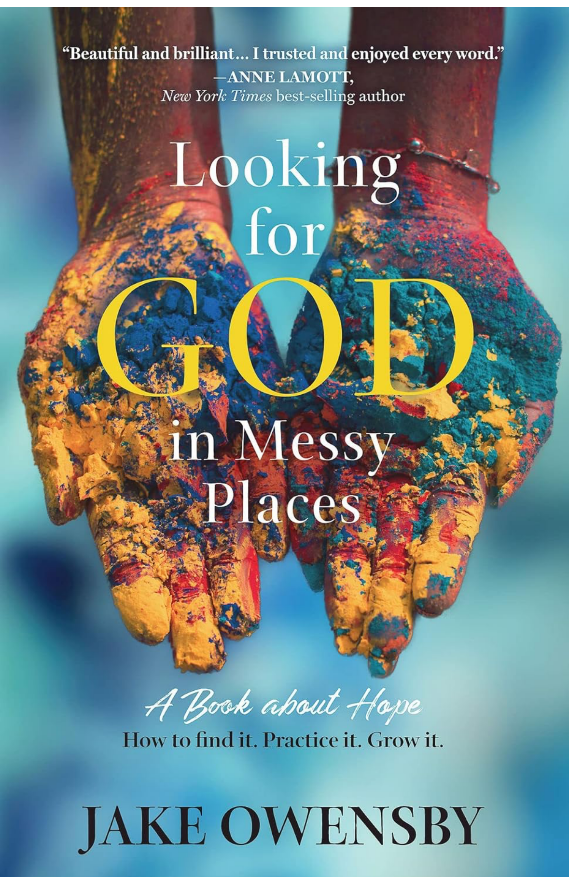 “Beautiful and brilliant... I trusted and enjoyed every word.”
—ANNE LAMOTT,
New York Times best-selling author
Looking
for
GOD
in Messy
Places
A Book about Hope
How to find it. Practice it. Grow it.
JAKE OWENSBY